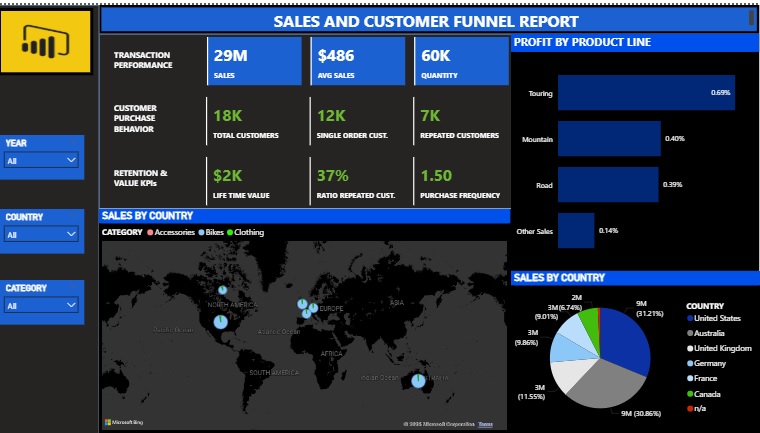 SALES AND CUSTOMER FUNNEL REPORT
YEAR
All
COUNTRY
All
CATEGORY
All
TRANSACTION
PERFORMANCE
29M
SALES
$486
AVG SALES
60K
QUANTITY
CUSTOMER
PURCHASE
BEHAVIOR
18K
TOTAL CUSTOMERS
12K
SINGLE ORDER CUST.
7K
REPEATED CUSTOMERS
RETENTION &
VALUE KPIs
$2K
LIFE TIME VALUE
37%
RATIO REPEATED CUST.
1.50
PURCHASE FREQUENCY
SALES BY COUNTRY
CATEGORY Accessories Bikes Clothing
NORTH AMERICA
EUROPE
ASIA
Pacific Ocean
Atlantic Ocean
AFRICA
SOUTH AMERICA
Indian Ocean
Microsoft Bing
Microsoft Corporation Terms
PROFIT BY PRODUCT LINE
Touring 0.69%
Mountain 0.40%
Road 0.39%
Other Sales 0.14%
SALES BY COUNTRY
2M
3M (6.74%)
(9.01%)
3M
(9.86%)
3M
(11.55%)
9M
(31.21%)
9M (30.86%)
COUNTRY
United States
Australia
United Kingdom
Germany
France
Canada
n/a